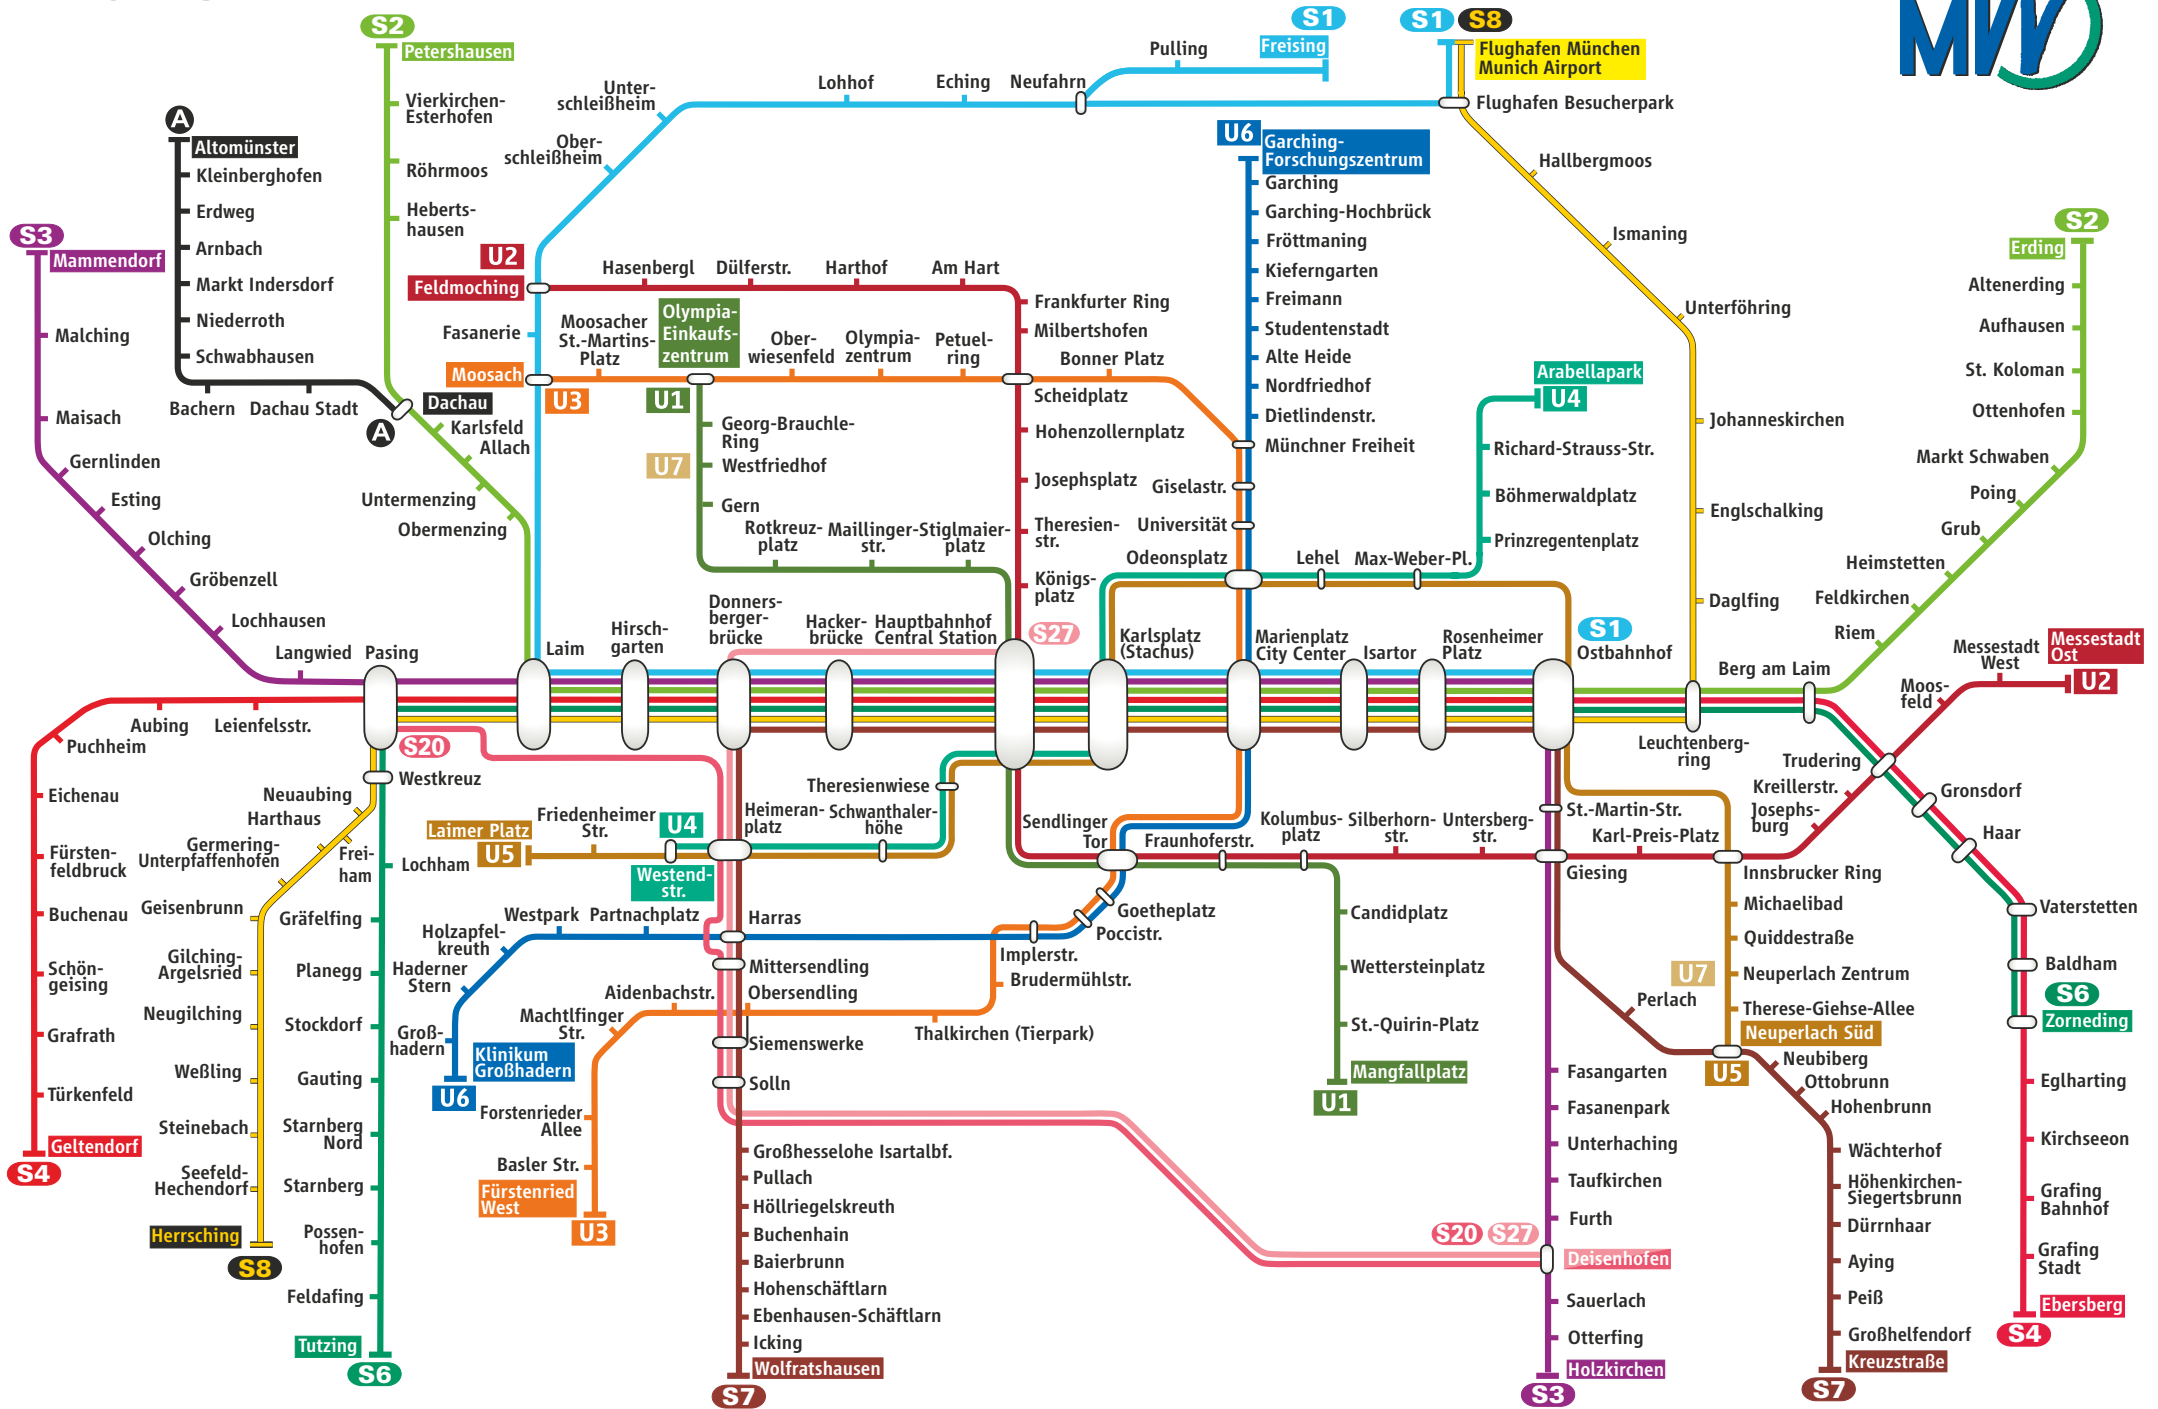 S2
Petershausen
Vierkirchen-
Esterhofen
Röhrmoos
Heberts-
hausen
A
Altomünster
Kleinberghofen
Erdweg
Arnbach
Markt Indersdorf
Niederroth
Schwabhausen
Bachern
Dachau Stadt
A
Dachau
Karlsfeld
Allach
Untermenzing
Obermenzing
S3
Mammendorf
Malching
Maisach
Gernlinden
Esting
Olching
Gröbenzell
Lochhausen
Langwied
Pasing
S1
Freising
Pulling
Neufahrn
Eching
Lohhof
Unter-
schleißheim
Ober-
schleißheim
S1
S8
Flughafen München
Munich Airport
Flughafen Besucherpark
Hallbergmoos
Ismaning
Unterföhring
Johanneskirchen
Englschalking
Daglfing
MVV
U2
Feldmoching
Hasenbergl
Dülferstr.
Harthof
Am Hart
Frankfurter Ring
Milbertshofen
Fasanerie
Moosach
U3
Moosacher
St.-Martins-
Platz
Olympia-
Einkaufs-
zentrum
U1
Ober-
wiesenfeld
Olympia-
zentrum
Petuel-
ring
Bonner Platz
Scheidplatz
Hohenzollernplatz
Josephsplatz
Theresien-
str.
Königs-
platz
Georg-Brauchle-
Ring
U7
Westfriedhof
Gern
Rotkreuz-
platz
Maillinger-
str.
Stiglmaier-
platz
U6
Garching-
Forschungszentrum
Garching
Garching-Hochbrück
Fröttmaning
Kieferngarten
Freimann
Studentenstadt
Alte Heide
Nordfriedhof
Dietlindenstr.
Münchner Freiheit
Giselastr.
Universität
Odeonsplatz
Lehel
Max-Weber-Pl.
Arabellapark
U4
Richard-Strauss-Str.
Böhmerwaldplatz
Prinzregentenplatz
S2
Erding
Altenerding
Aufhausen
St. Koloman
Ottenhofen
Markt Schwaben
Poing
Grub
Heimstetten
Feldkirchen
Riem
Berg am Laim
Leuchtenberg-
ring
Laim
Hirsch-
garten
Donners-
berger-
brücke
Hacker-
brücke
Hauptbahnhof
Central Station
S27
Karlsplatz
(Stachus)
Marienplatz
City Center
Isartor
Rosenheimer
Platz
S1
Ostbahnhof
Messestadt
West
Messestadt
Ost
U2
Moos-
feld
Trudering
Kreillerstr.
Josephs-
burg
Gronsdorf
Haar
Vaterstetten
Baldham
S6
Zorneding
Eglharting
Kirchseeon
Grafing
Bahnhof
Grafing
Stadt
Ebersberg
S4
Aubing
Leienfelsstr.
Puchheim
Eichenau
Fürsten-
feldbruck
Buchenau
Schön-
geising
Grafrath
Türkenfeld
Geltendorf
S4
S20
Westkreuz
Neuaubing
Harthaus
Germering-
Unterpfaffenhofen
Frei-
ham
Geisenbrunn
Gilching-
Argelsried
Neugilching
Weßling
Steinebach
Seefeld-
Hechendorf
Herrsching
S8
Lochham
Gräfelfing
Planegg
Stockdorf
Gauting
Starnberg
Nord
Starnberg
Possen-
hofen
Feldafing
Tutzing
S6
Laimer Platz
U5
Friedenheimer
Str.
U4
Westend-
str.
Heimeran-
platz
Schwanthaler-
höhe
Theresienwiese
Sendlinger
Tor
Fraunhoferstr.
Kolumbus-
platz
Silberhorn-
str.
Untersberg-
str.
St.-Martin-Str.
Giesing
Karl-Preis-Platz
Innsbrucker Ring
Michaelibad
Quiddestraße
U7
Neuperlach Zentrum
Therese-Giehse-Allee
Neuperlach Süd
U5
Perlach
Neubiberg
Ottobrunn
Hohenbrunn
Wächterhof
Höhenkirchen-
Siegertsbrunn
Dürrnhaar
Aying
Peiß
Großhelfendorf
Kreuzstraße
S7
Candidplatz
Wettersteinplatz
St.-Quirin-Platz
Mangfallplatz
U1
Goetheplatz
Poccistr.
Implerstr.
Brudermühlstr.
Thalkirchen (Tierpark)
Harras
Partnachplatz
Westpark
Holzapfel-
kreuth
Haderner
Stern
Groß-
hadern
Klinikum
Großhadern
U6
Mittersendling
Obersendling
Aidenbachstr.
Machtlfinger
Str.
Forstenrieder
Allee
Basler Str.
Fürstenried
West
U3
Siemenswerke
Solln
Großhesselohe Isartalbf.
Pullach
Höllriegelskreuth
Buchenhain
Baierbrunn
Hohenschäftlarn
Ebenhausen-Schäftlarn
Icking
Wolfratshausen
S7
Fasangarten
Fasanenpark
Unterhaching
Taufkirchen
Furth
S20
S27
Deisenhofen
Sauerlach
Otterfing
Holzkirchen
S3